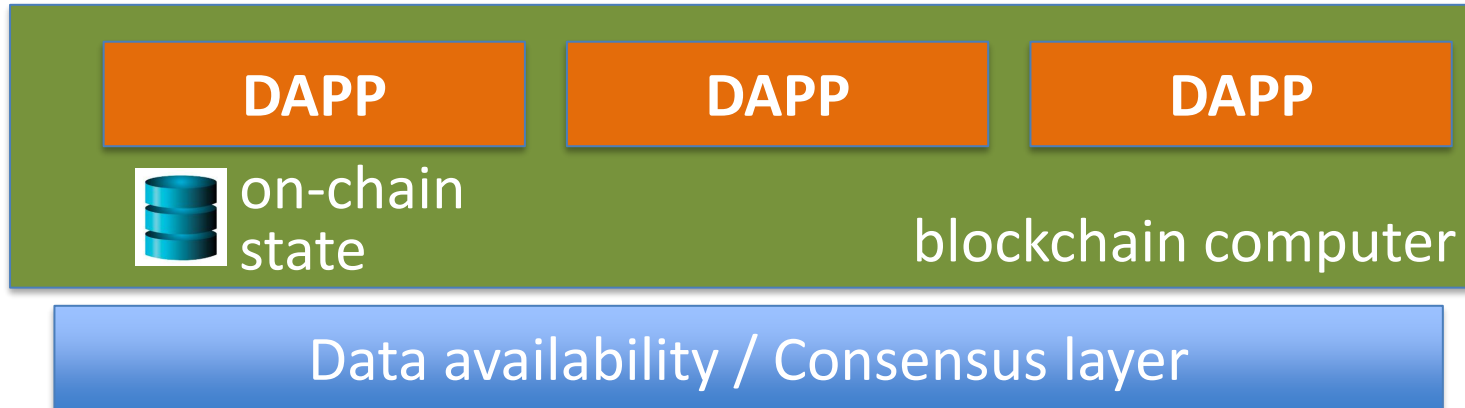 DAPP DAPP DAPP
on-chain
state
blockchain computer
Data availability / Consensus layer